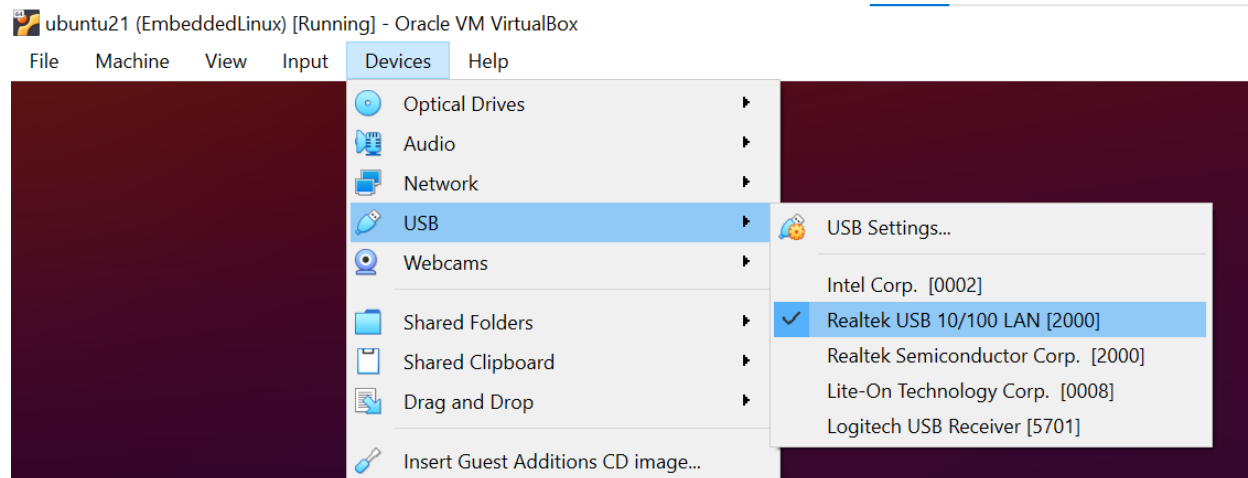 ubuntu21 (EmbeddedLinux) [Running] - Oracle VM VirtualBox
File Machine View Input Devices Help
Optical Drives
Audio
Network
USB
Webcams
Shared Folders
Shared Clipboard
Drag and Drop
Insert Guest Additions CD image...
USB Settings...
Intel Corp. [0002]
Realtek USB 10/100 LAN [2000]
Realtek Semiconductor Corp. [2000]
Lite-On Technology Corp. [0008]
Logitech USB Receiver [5701]